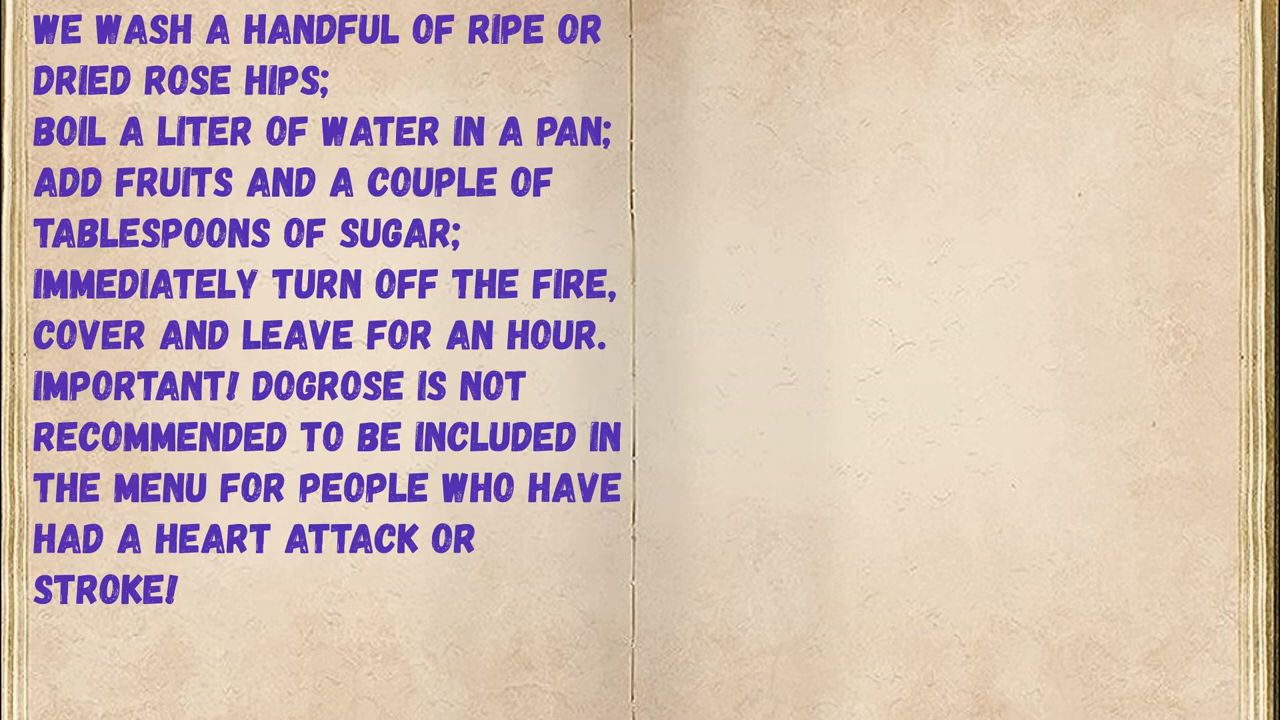 WE WASH A HANDFUL OF RIPE OR
DRIED ROSE HIPS;
BOIL A LITER OF WATER IN A PAN;
ADD FRUITS AND A COUPLE OF
TABLESPOONS OF SUGAR;
IMMEDIATELY TURN OFF THE FIRE,
COVER AND LEAVE FOR AN HOUR.
IMPORTANT! DOGROSE IS NOT
RECOMMENDED TO BE INCLUDED IN
THE MENU FOR PEOPLE WHO HAVE
HAD A HEART ATTACK OR
STROKE!